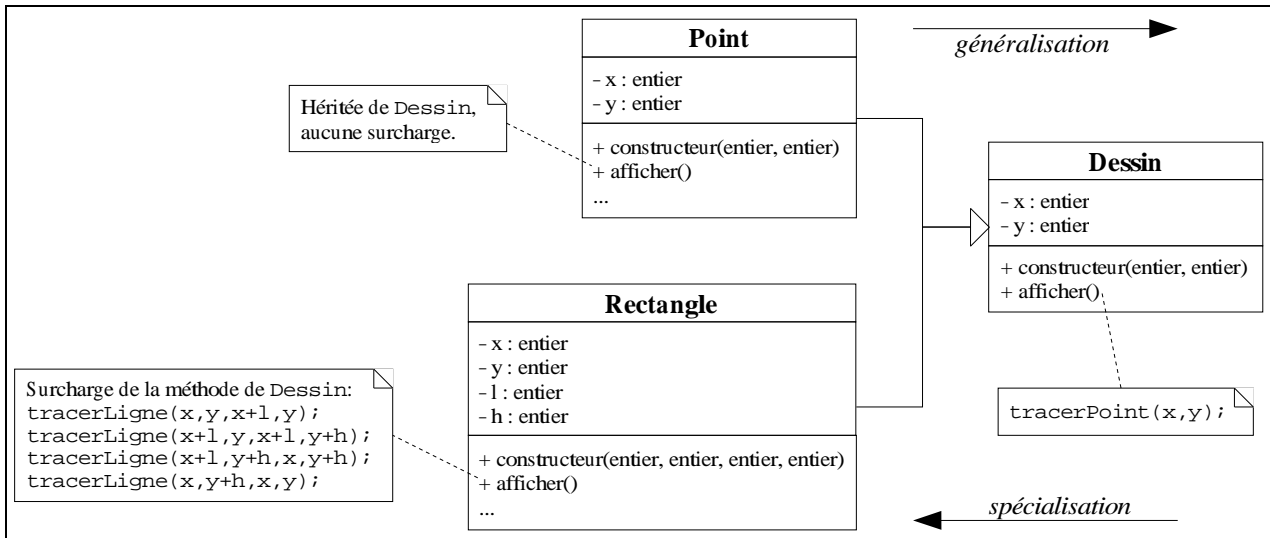 Point
- x : entier
- y : entier
+ constructeur(entier, entier)
+ afficher()
...
Héritée de Dessin,
aucune surcharge.
généralisation
Dessin
- x : entier
- y : entier
+ constructeur(entier, entier)
+ afficher()
tracerPoint(x,y);
Rectangle
- x : entier
- y : entier
- l : entier
- h : entier
+ constructeur(entier, entier, entier, entier)
+ afficher()
...
Surcharge de la méthode de Dessin:
tracerLigne(x,y,x+l,y);
tracerLigne(x+l,y,x+l,y+h);
tracerLigne(x+l,y+h,x,y+h);
tracerLigne(x,y+h,x,y);
spécialisation